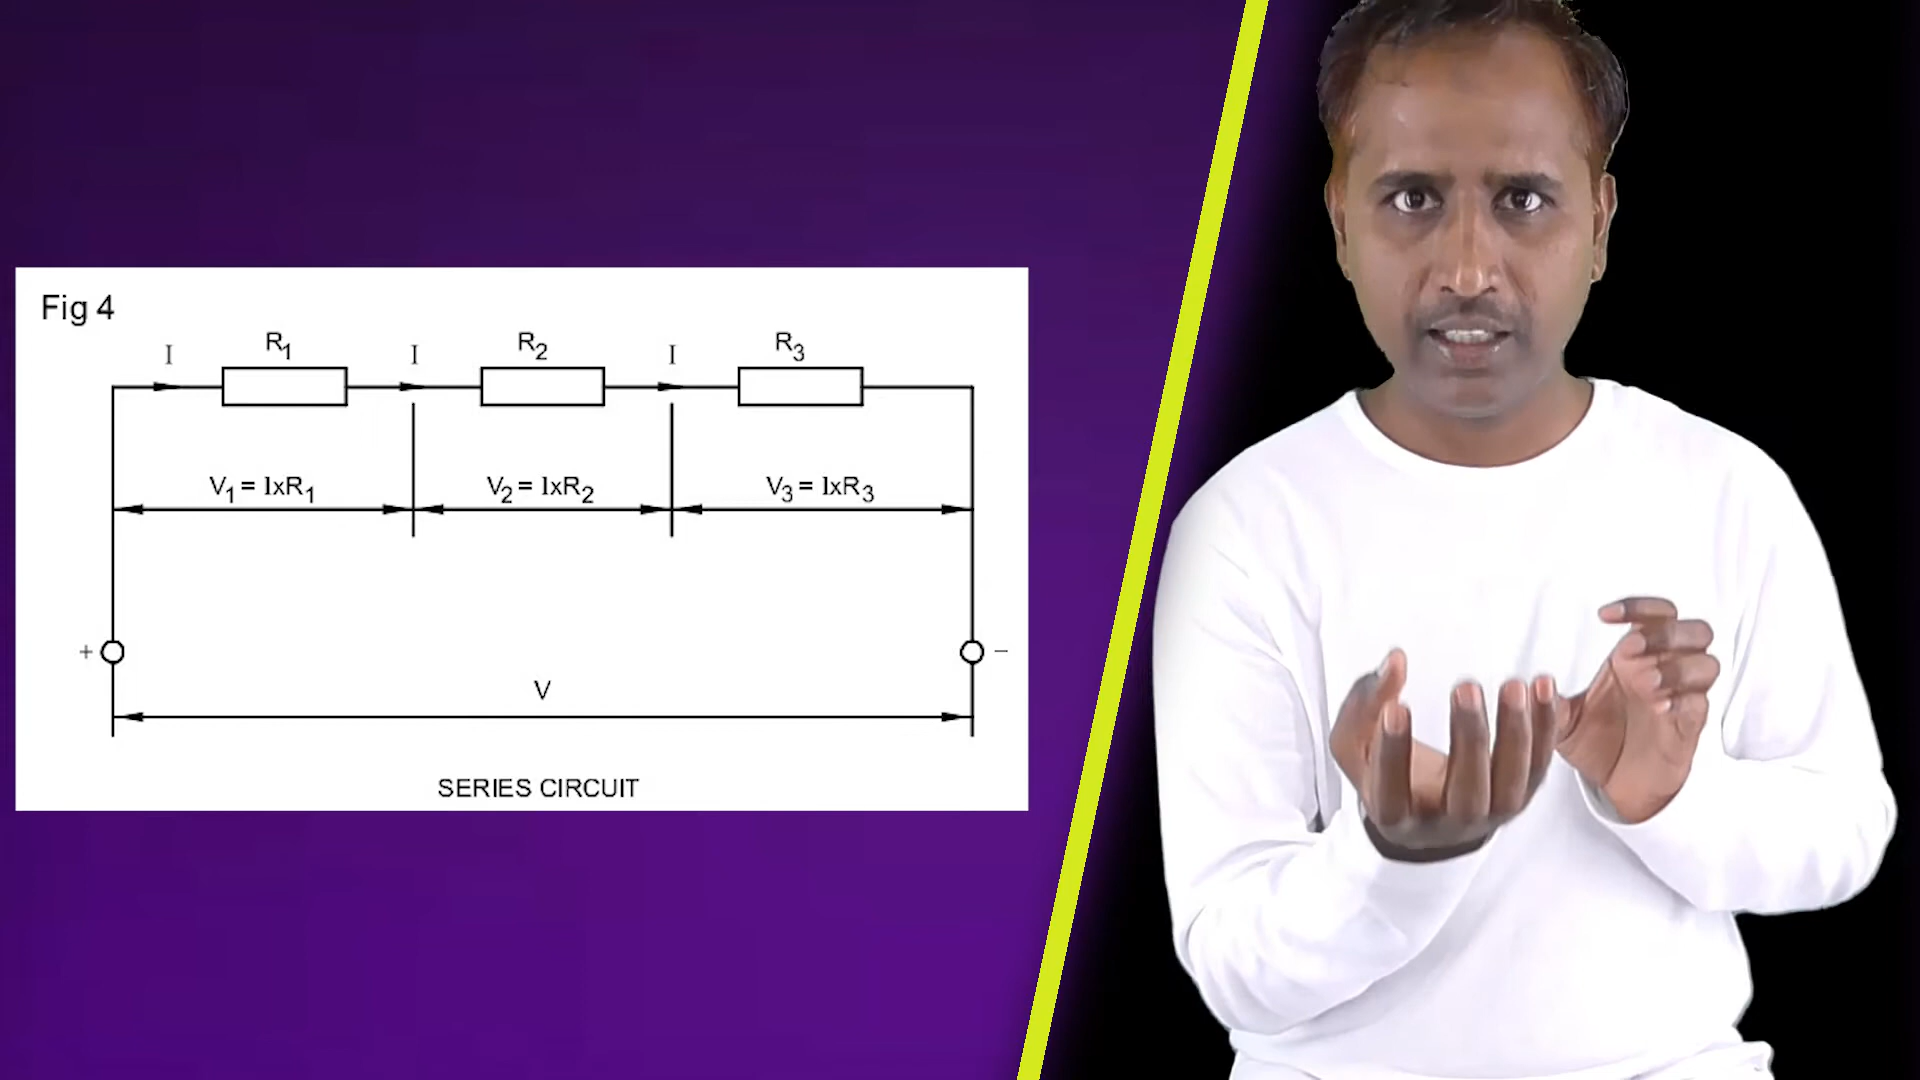 Fig 4
I R1 I R2 I R3
V1 = IxR1 V2 = IxR2 V3 = IxR3
+ −
V
SERIES CIRCUIT